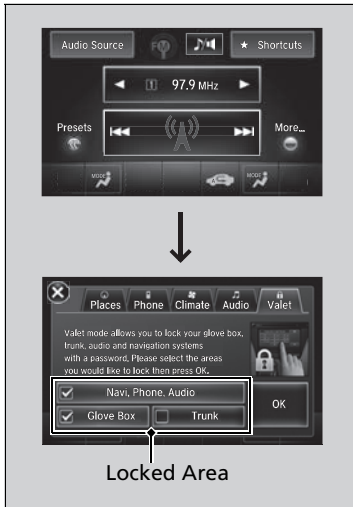 Audio Source
FM
★ Shortcuts
1 97.9 MHz
Presets
More...
MODE
MODE
Places
Phone
Climate
Audio
Valet
Valet mode allows you to lock your glove box,
trunk, audio and navigation systems
with a password, Please select the areas
you would like to lock then press OK.
Navi, Phone, Audio
Glove Box
Trunk
OK
Locked Area